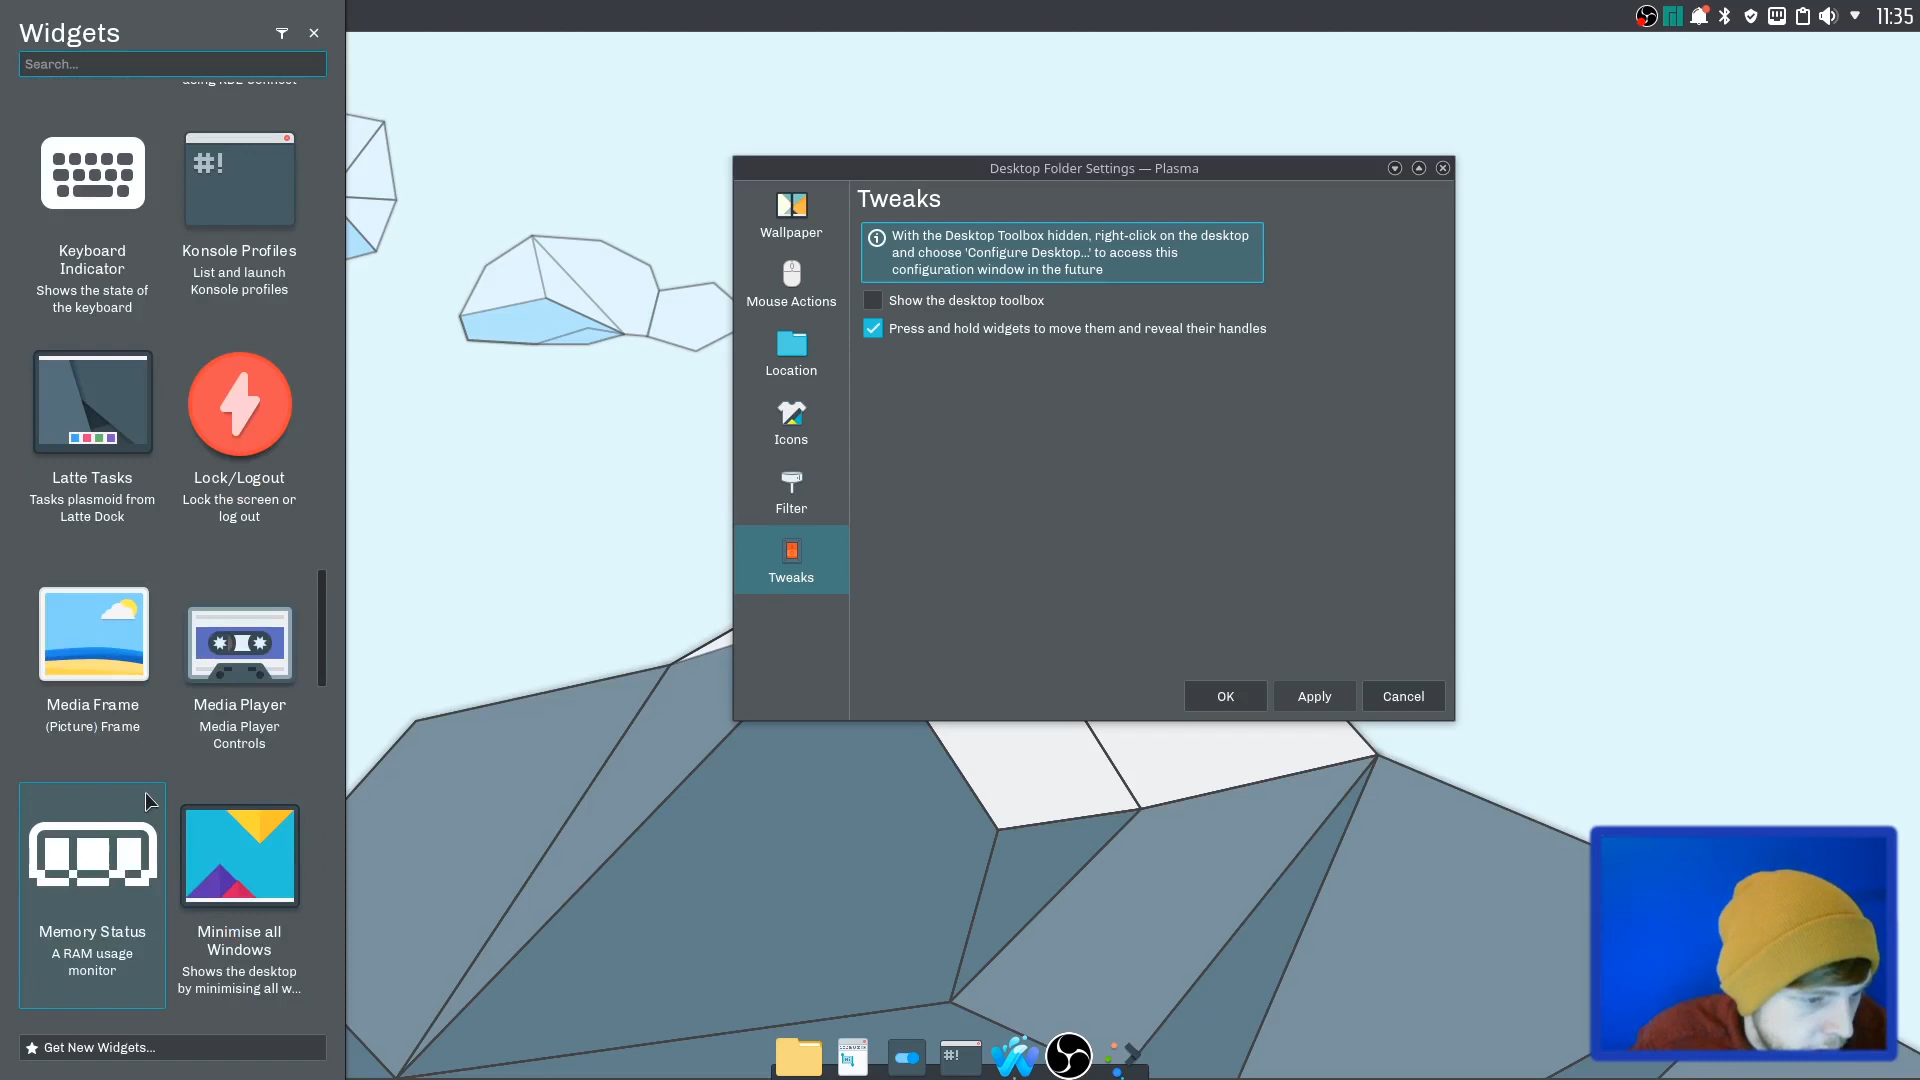 Widgets
Search...
Keyboard
Indicator
Shows the state of
the keyboard
#!
Konsole Profiles
List and launch
Konsole profiles
Latte Tasks
Tasks plasmoid from
Latte Dock
Lock/Logout
Lock the screen or
log out
Media Frame
(Picture) Frame
Media Player
Media Player
Controls
Memory Status
A RAM usage
monitor
Minimise all
Windows
Shows the desktop
by minimising all w...
Get New Widgets...
11:35
Desktop Folder Settings — Plasma
Wallpaper
Mouse Actions
Location
Icons
Filter
Tweaks
Tweaks
With the Desktop Toolbox hidden, right-click on the desktop
and choose 'Configure Desktop...' to access this
configuration window in the future
Show the desktop toolbox
Press and hold widgets to move them and reveal their handles
OK
Apply
Cancel
#!